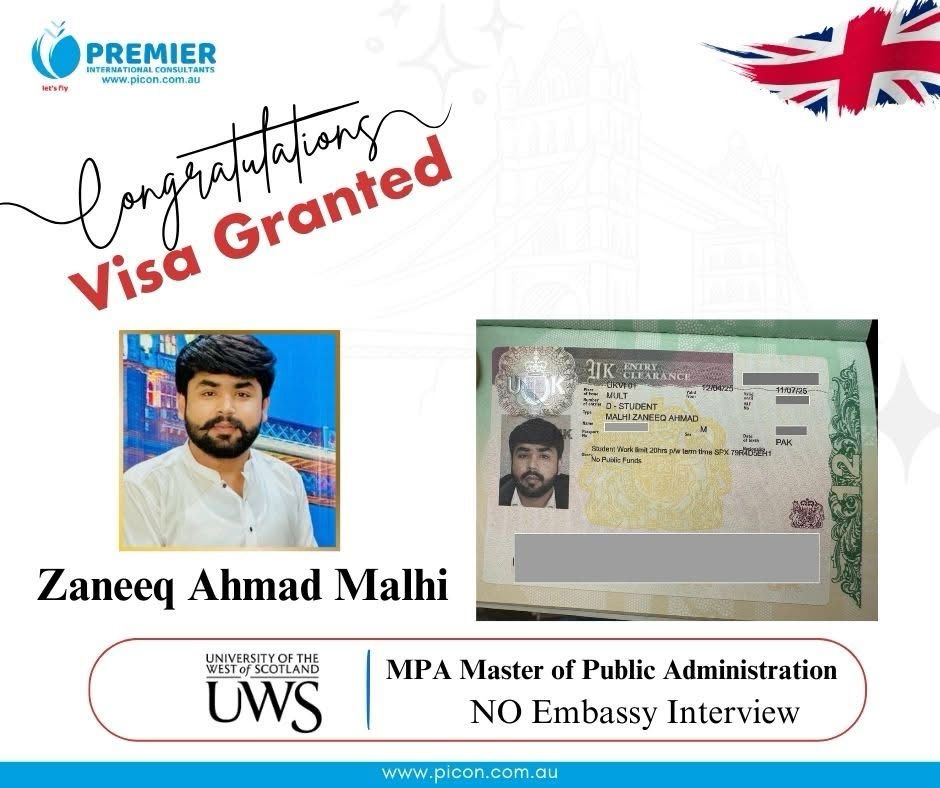 PREMIER
INTERNATIONAL CONSULTANTS
www.picon.com.au
let's fly
Congratulations
Visa Granted
UK ENTRY
CLEARANCE
UKVI 01
12/04/25
11/07/25
MULT
D - STUDENT
MALHI ZANEEQ AHMAD
M
PAK
Student Work limit 20hrs p/w term time SPX 79R4D5EH1
No Public Funds
12
Zaneeq Ahmad Malhi
UNIVERSITY OF THE
WEST of SCOTLAND
UWS
MPA Master of Public Administration
NO Embassy Interview
www.picon.com.au